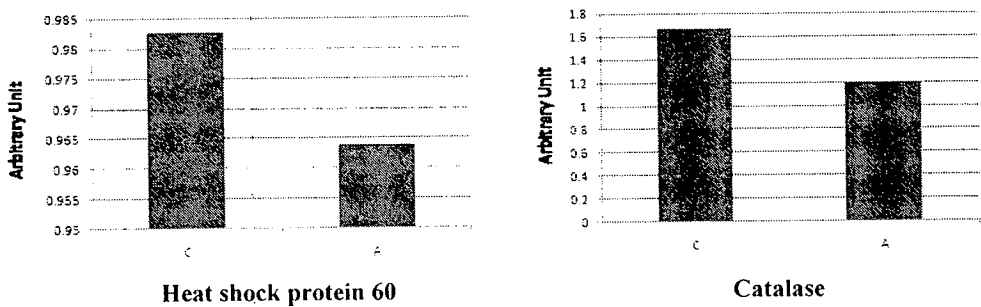 Arbitrary Unit
0.985
0.98
0.975
0.97
0.965
0.96
0.955
0.95
C
A
Heat shock protein 60
Arbitrary Unit
1.8
1.6
1.4
1.2
1
0.8
0.6
0.4
0.2
0
C
A
Catalase